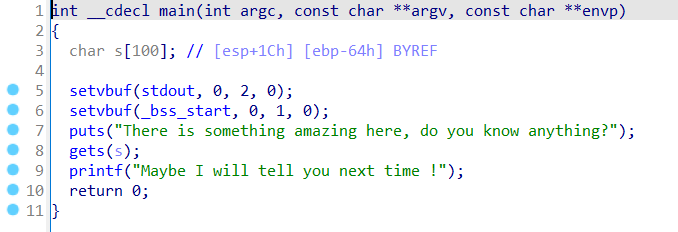 1 int __cdecl main(int argc, const char **argv, const char **envp)
2 {
3   char s[100]; // [esp+1Ch] [ebp-64h] BYREF
4
5   setvbuf(stdout, 0, 2, 0);
6   setvbuf(_bss_start, 0, 1, 0);
7   puts("There is something amazing here, do you know anything?");
8   gets(s);
9   printf("Maybe I will tell you next time !");
10   return 0;
11 }